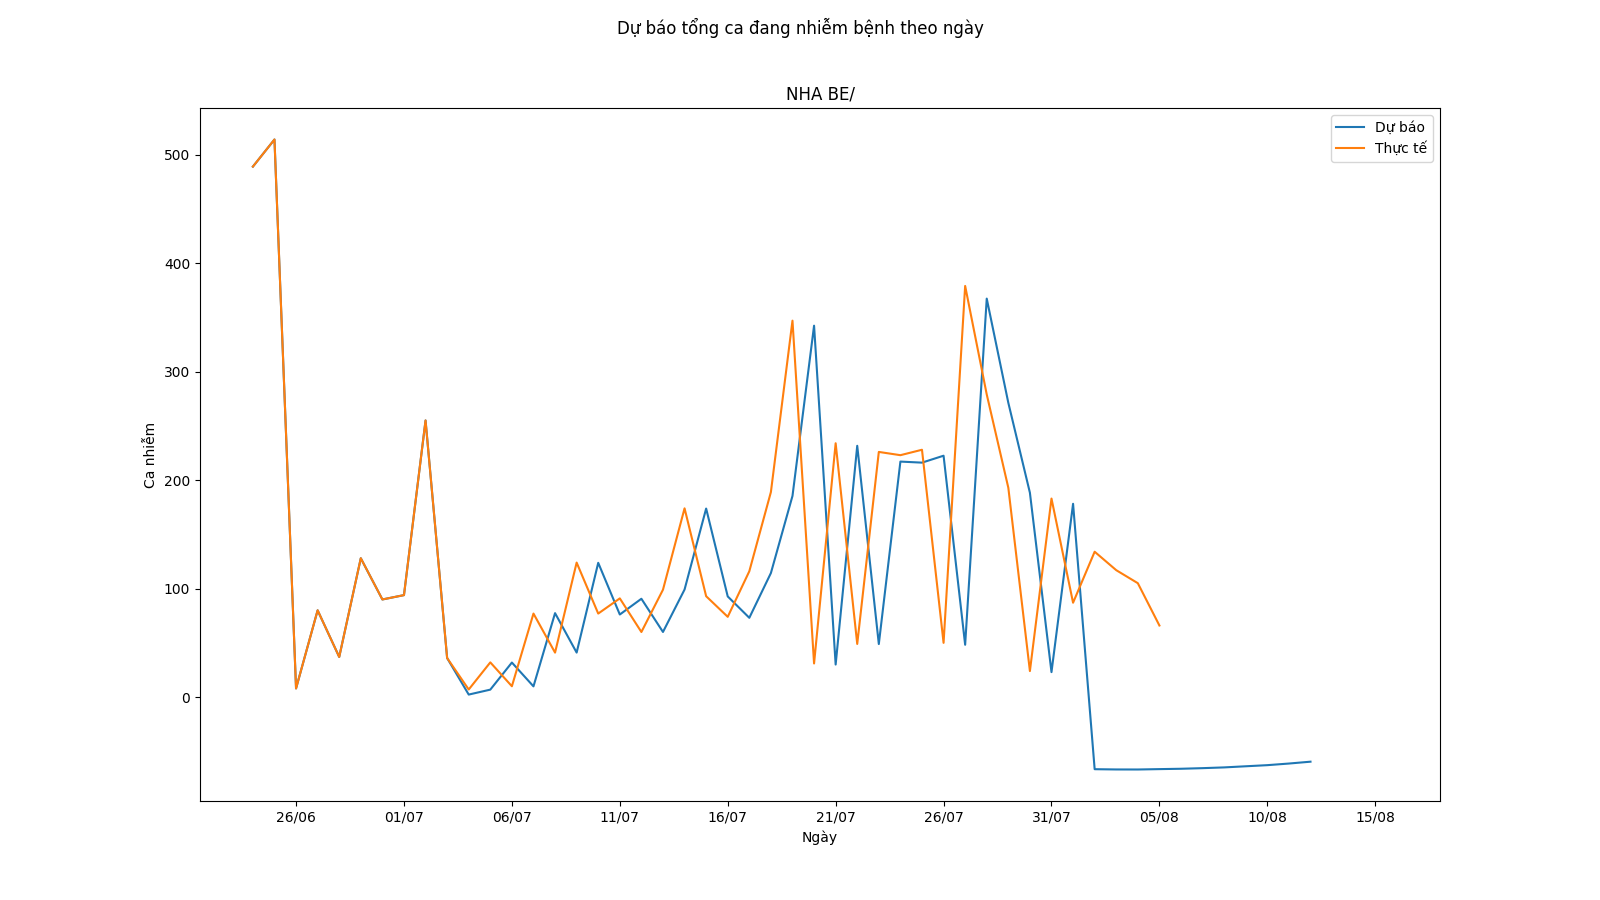 Dự báo tổng ca đang nhiễm bệnh theo ngày
NHA BE/
Dự báo
Thực tế
500
400
300
200
100
0
Ca nhiễm
26/06 01/07 06/07 11/07 16/07 21/07 26/07 31/07 05/08 10/08 15/08
Ngày